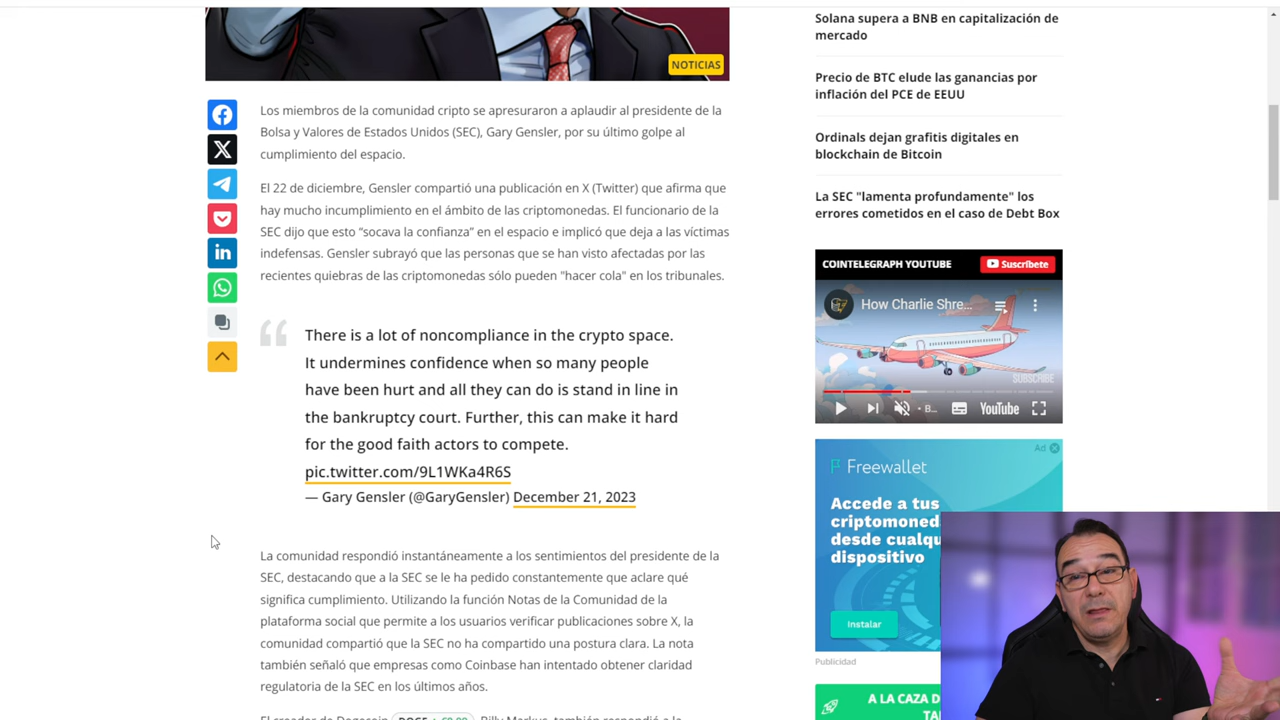 NOTICIAS
Los miembros de la comunidad cripto se apresuraron a aplaudir al presidente de la
Bolsa y Valores de Estados Unidos (SEC), Gary Gensler, por su último golpe al
cumplimiento del espacio.
El 22 de diciembre, Gensler compartió una publicación en X (Twitter) que afirma que
hay mucho incumplimiento en el ámbito de las criptomonedas. El funcionario de la
SEC dijo que esto "socava la confianza" en el espacio e implicó que deja a las víctimas
indefensas. Gensler subrayó que las personas que se han visto afectadas por las
recientes quiebras de las criptomonedas sólo pueden "hacer cola" en los tribunales.
There is a lot of noncompliance in the crypto space.
It undermines confidence when so many people
have been hurt and all they can do is stand in line in
the bankruptcy court. Further, this can make it hard
for the good faith actors to compete.
pic.twitter.com/9L1WKa4R6S
— Gary Gensler (@GaryGensler) December 21, 2023
La comunidad respondió instantáneamente a los sentimientos del presidente de la
SEC, destacando que a la SEC se le ha pedido constantemente que aclare qué
significa cumplimiento. Utilizando la función Notas de la Comunidad de la
plataforma social que permite a los usuarios verificar publicaciones sobre X, la
comunidad compartió que la SEC no ha compartido una postura clara. La nota
también señaló que empresas como Coinbase han intentado obtener claridad
regulatoria de la SEC en los últimos años.
El creador de Dogecoin Billy Markus, también respondió a la
Solana supera a BNB en capitalización de
mercado
Precio de BTC elude las ganancias por
inflación del PCE de EEUU
Ordinals dejan grafitis digitales en
blockchain de Bitcoin
La SEC "lamenta profundamente" los
errores cometidos en el caso de Debt Box
COINTELEGRAPH YOUTUBE Suscríbete
How Charlie Shre...
SUBSCRIBE
B... YouTube
Ad
Freewallet
Accede a tus
criptomoned
desde cualqu
dispositivo
Instalar
Publicidad
A LA CAZA D